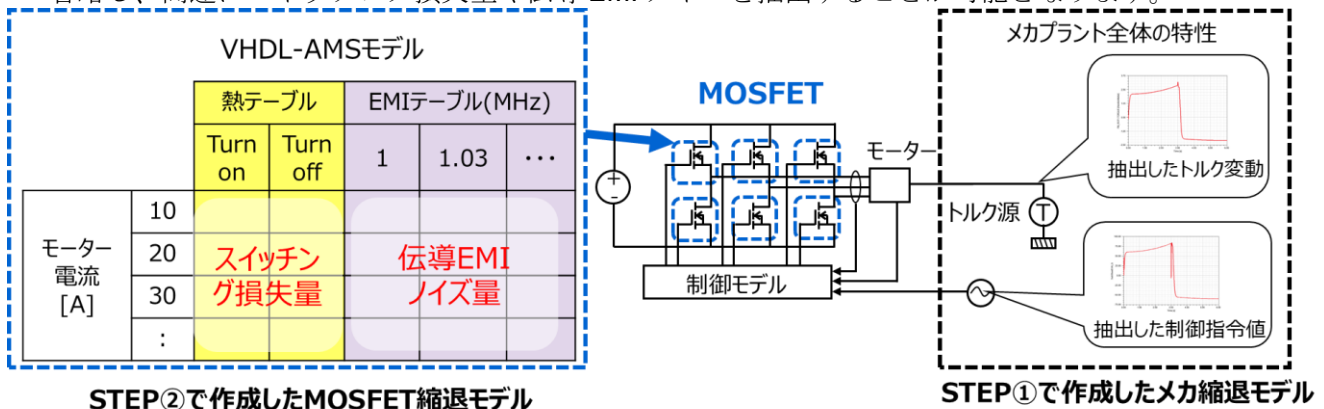 VHDL-AMSモデル
熱テーブル
EMIテーブル(MHz)
Turn on
Turn off
1
1.03
・・・
モーター電流[A]
10
20
30
:
スイッチング損失量
伝導EMIノイズ量
STEP②で作成したMOSFET縮退モデル
MOSFET
+
-
モーター
制御モデル
メカプラント全体の特性
抽出したトルク変動
トルク源
T
抽出した制御指令値
STEP①で作成したメカ縮退モデル